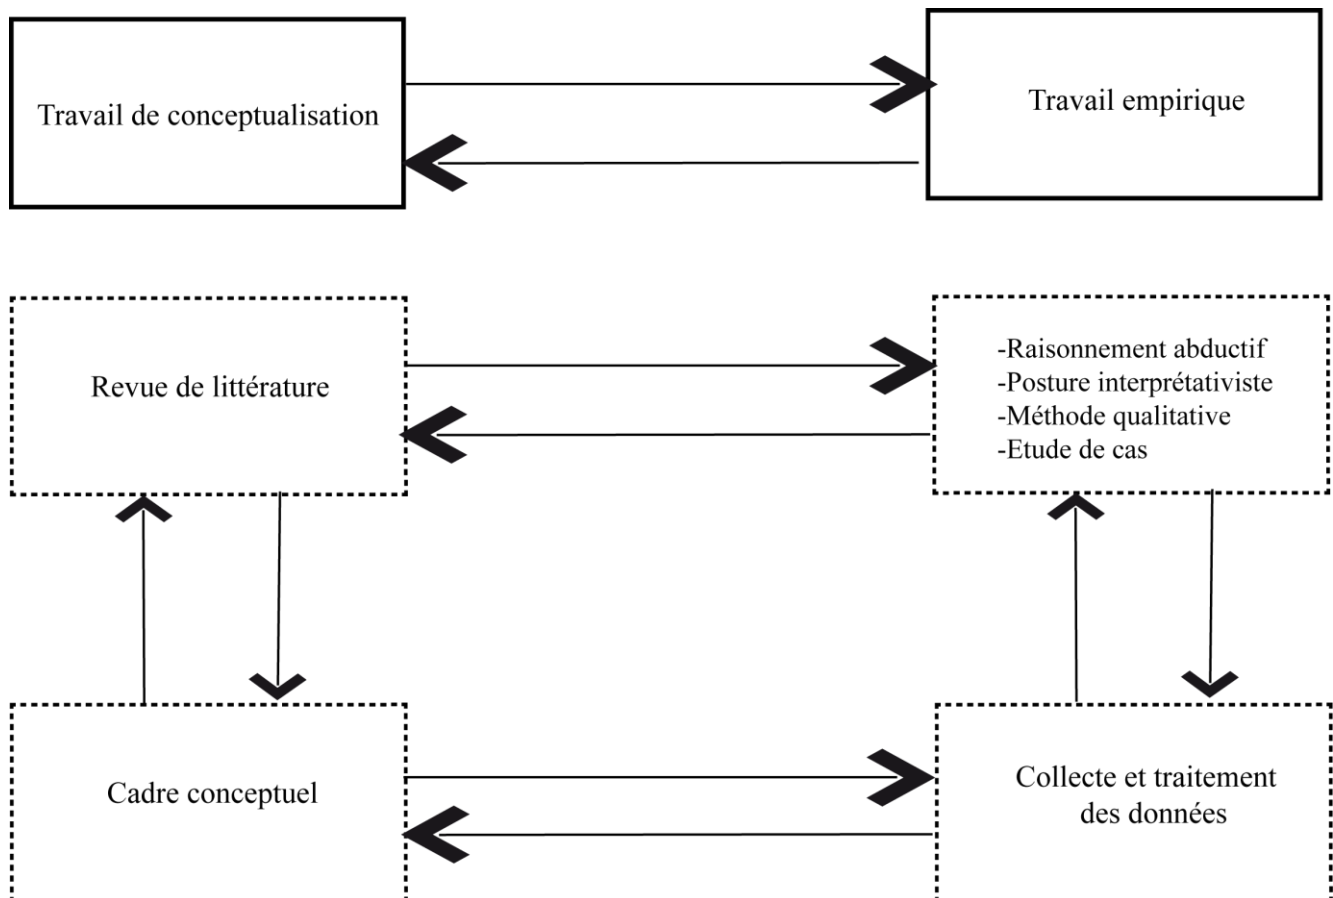 Travail de conceptualisation
Travail empirique
Revue de littérature
-Raisonnement abductif
-Posture interprétativiste
-Méthode qualitative
-Etude de cas
Cadre conceptuel
Collecte et traitement
des données